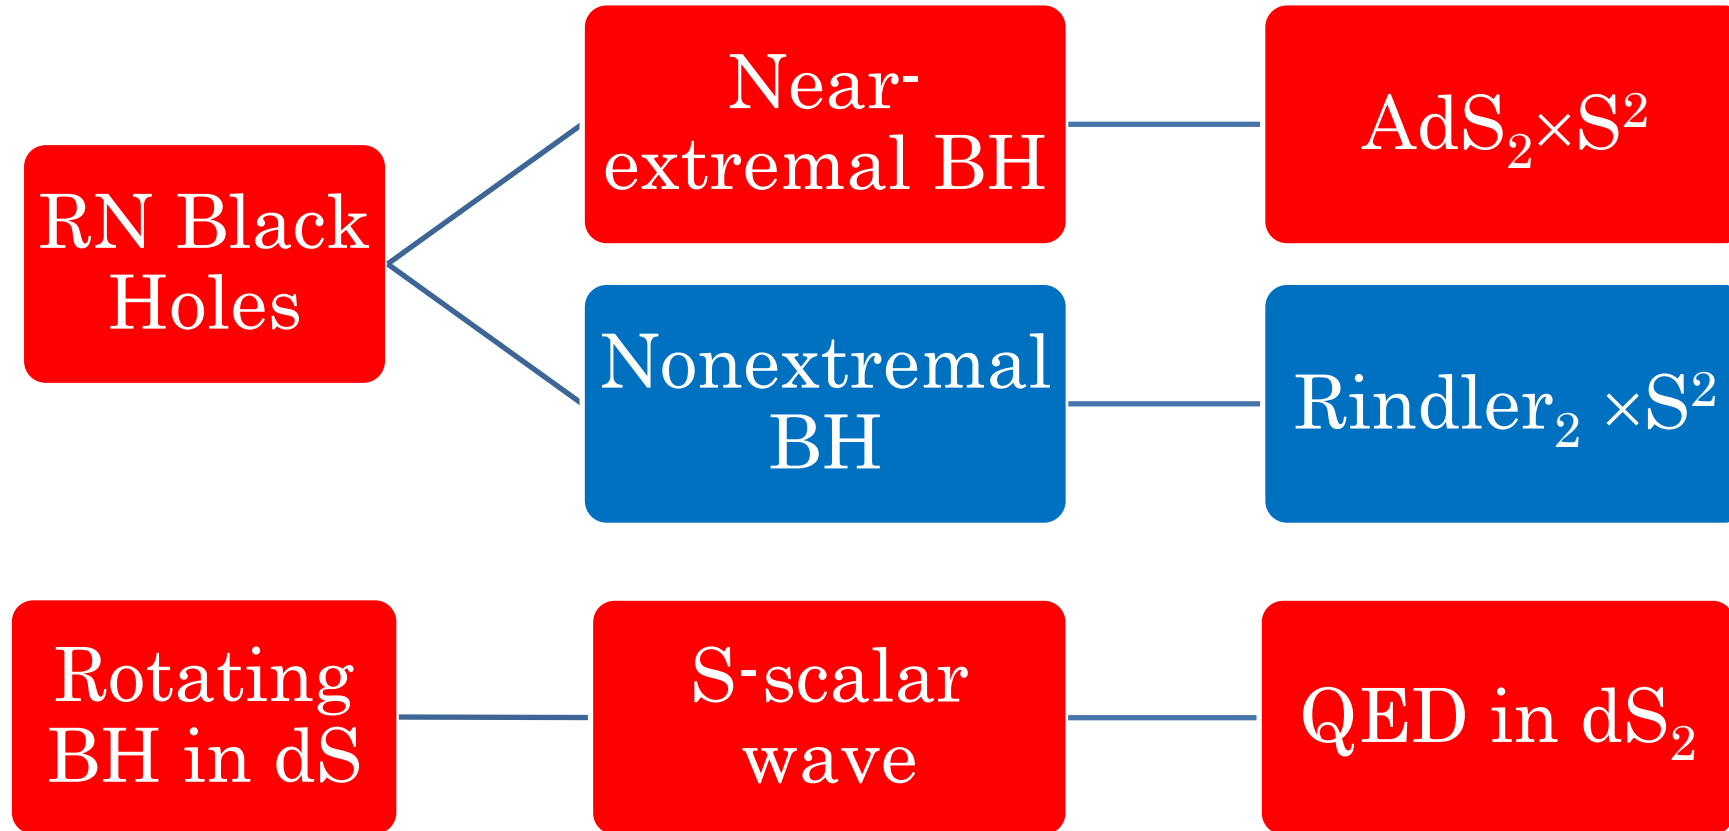 RN Black
Holes
Near-
extremal BH
AdS₂×S²
Nonextremal
BH
Rindler₂ ×S²
Rotating
BH in dS
S-scalar
wave
QED in dS₂